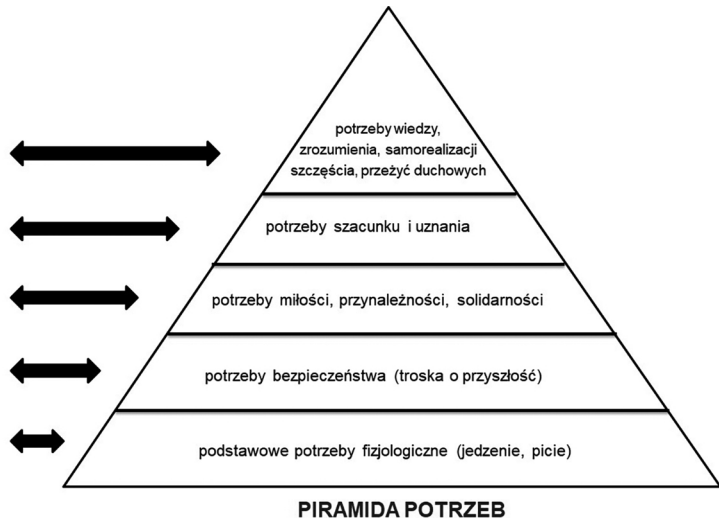 potrzeby wiedzy,
zrozumienia, samorealizacji
szczęścia, przeżyć duchowych
potrzeby szacunku i uznania
potrzeby miłości, przynależności, solidarności
potrzeby bezpieczeństwa (troska o przyszłość)
podstawowe potrzeby fizjologiczne (jedzenie, picie)
PIRAMIDA POTRZEB